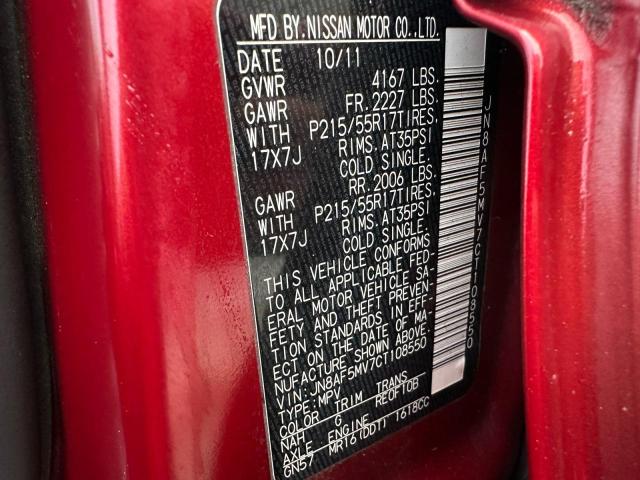 MFD BY.NISSAN MOTOR CO.,LTD.
DATE 10/11
GVWR 4167 LBS.
GAWR FR.2227 LBS.
WITH P215/55R17TIRES.
17X7J RIMS.AT35PSI
COLD SINGLE.
GAWR RR.2006 LBS.
WITH P215/55R17TIRES.
17X7J RIMS.AT35PSI
COLD SINGLE.
THIS VEHICLE CONFORMS
TO ALL APPLICABLE FED-
ERAL MOTOR VEHICLE SA-
FETY AND THEFT PREVEN-
TION STANDARDS IN EFF-
ECT ON THE DATE OF MA-
NUFACTURE SHOWN ABOVE.
VIN:JN8AF5MV7CT108550
TYPE:MPV
COLOR TRIM TRANS
NAH G RE0FT0B
AXLE ENGINE
GN57 MR16(DDT) 1618CC
JN8AF5MV7CT108550